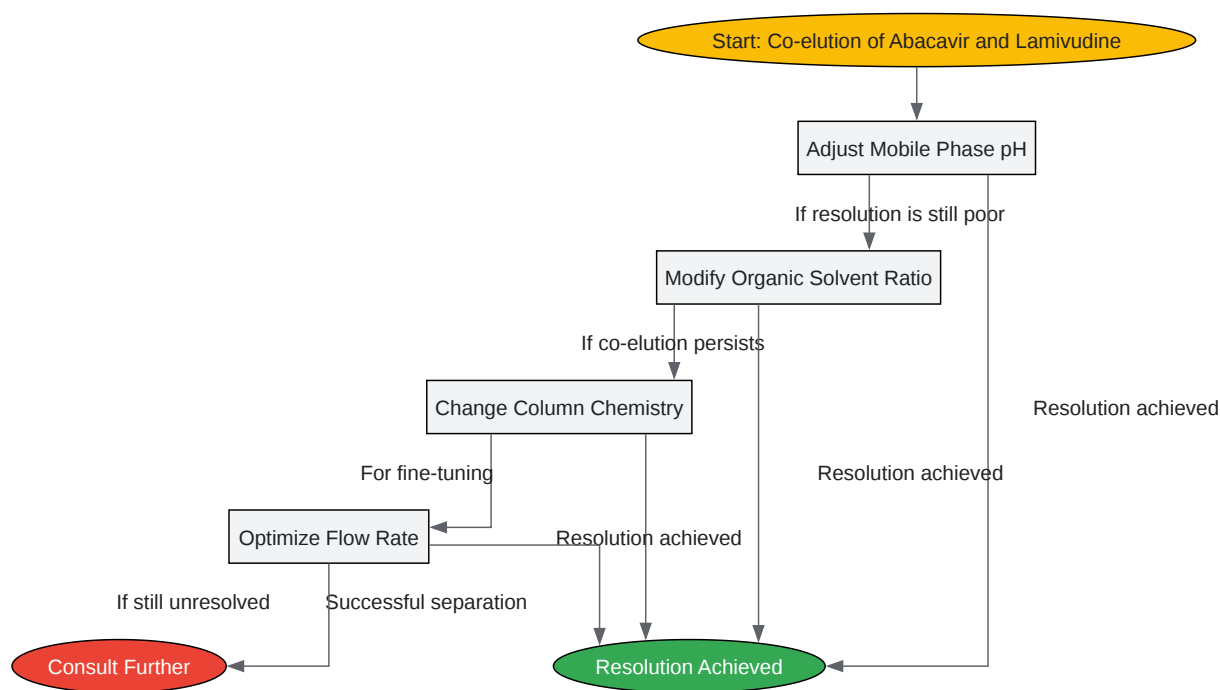 Start: Co-elution of Abacavir and Lamivudine
Adjust Mobile Phase pH
If resolution is still poor
Modify Organic Solvent Ratio
If co-elution persists
Resolution achieved
Change Column Chemistry
For fine-tuning
Resolution achieved
Optimize Flow Rate
Resolution achieved
If still unresolved
Successful separation
Consult Further
Resolution Achieved